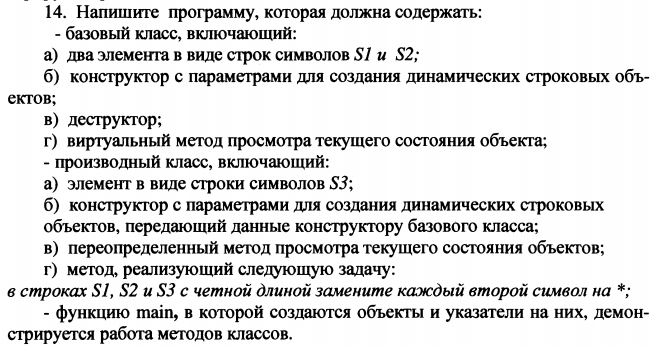 14. Напишите программу, которая должна содержать:
- базовый класс, включающий:
а) два элемента в виде строк символов S1 и S2;
б) конструктор с параметрами для создания динамических строковых объ-
ектов;
в) деструктор;
г) виртуальный метод просмотра текущего состояния объекта;
- производный класс, включающий:
а) элемент в виде строки символов S3;
б) конструктор с параметрами для создания динамических строковых
объектов, передающий данные конструктору базового класса;
в) переопределенный метод просмотра текущего состояния объектов;
г) метод, реализующий следующую задачу:
в строках S1, S2 и S3 с четной длиной замените каждый второй символ на *;
- функцию main, в которой создаются объекты и указатели на них, демон-
стрируется работа методов классов.